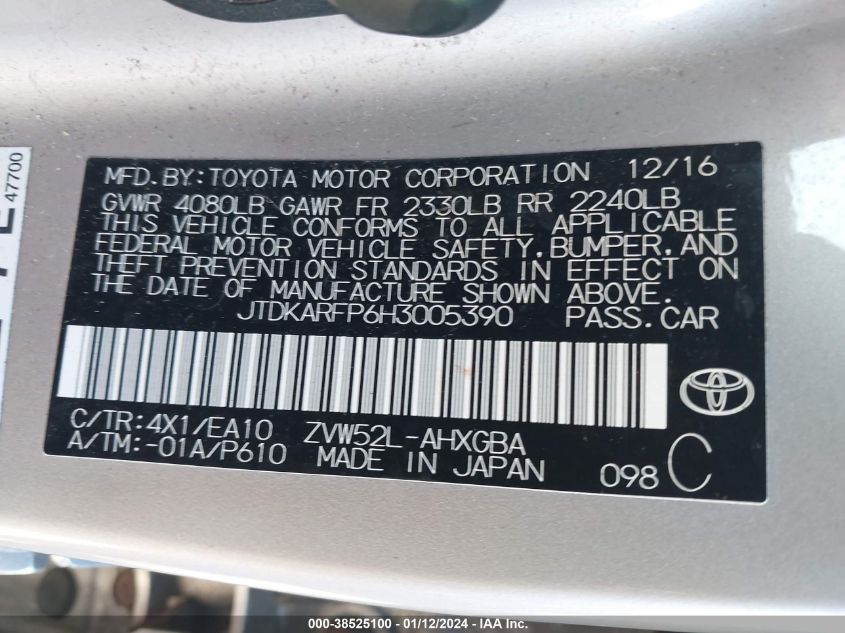 47700
MFD.BY:TOYOTA MOTOR CORPORATION 12/16
GVWR 4080LB GAWR FR 2330LB RR 2240LB
THIS VEHICLE CONFORMS TO ALL APPLICABLE
FEDERAL MOTOR VEHICLE SAFETY,BUMPER,AND
THEFT PREVENTION STANDARDS IN EFFECT ON
THE DATE OF MANUFACTURE SHOWN ABOVE.
JTDKARFP6H3005390 PASS.CAR
C/TR:4X1/EA10 ZVW52L-AHXGBA
A/TM:-01A/P610 MADE IN JAPAN 098 C
000-38525100 - 01/12/2024 - IAAI.COM